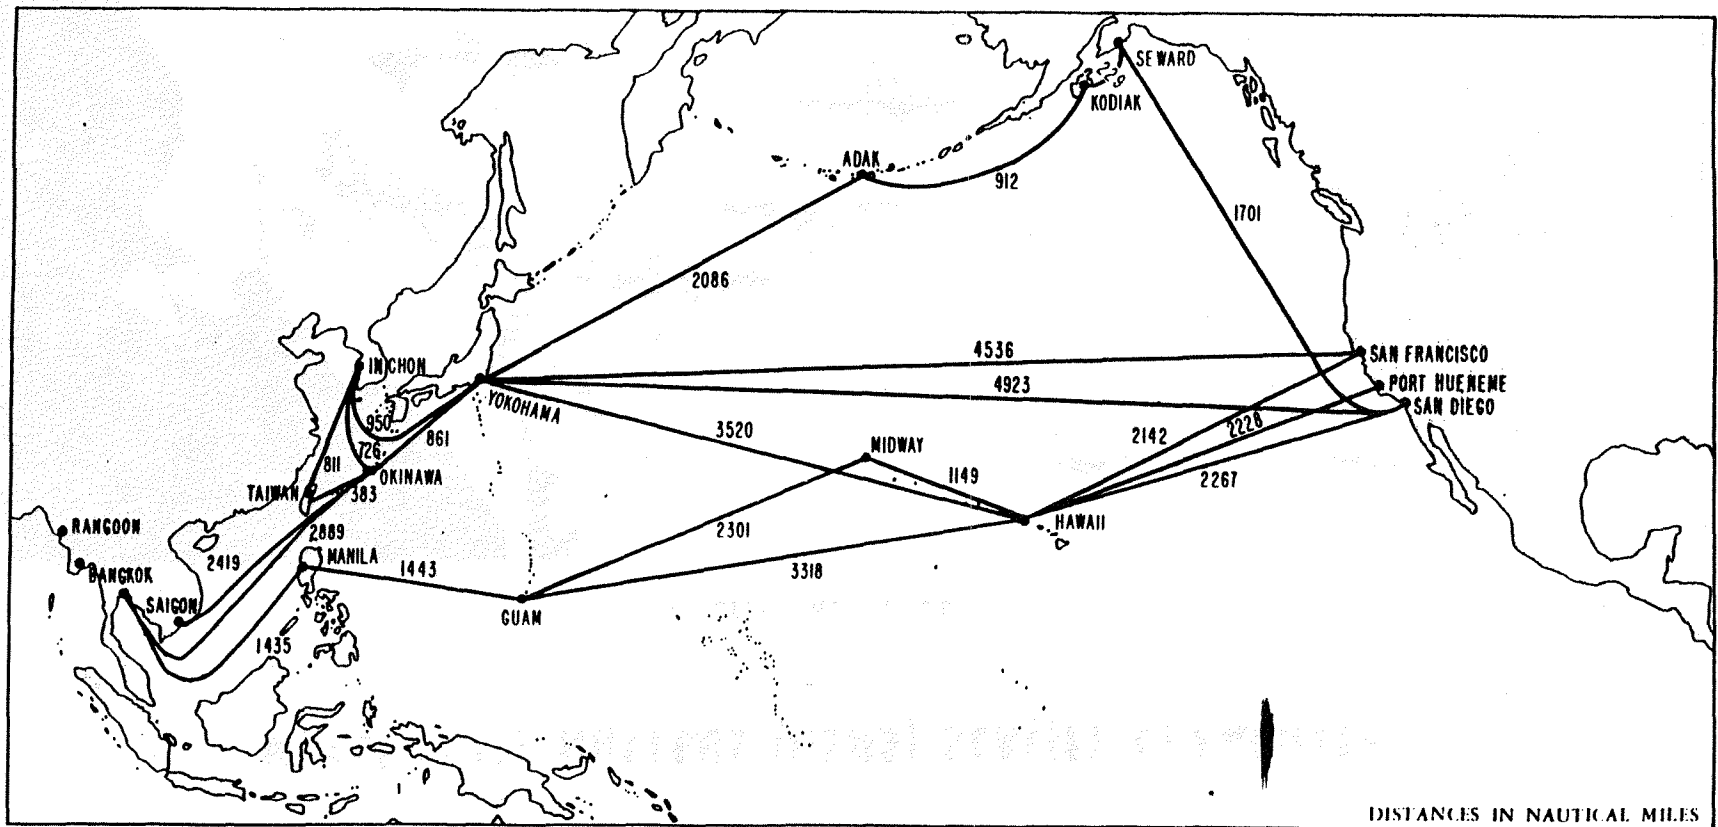 SEWARD
KODIAK
ADAK
912
1701
2086
4536
SAN FRANCISCO
INCHON
4923
PORT HUENEME
YOKOHAMA
SAN DIEGO
950
861
3520
2142
2228
726
MIDWAY
811
OKINAWA
1149
2267
TAIWAN
383
RANGOON
2889
2301
HAWAII
2419
MANILA
1443
3318
BANGKOK
SAIGON
GUAM
1435
DISTANCES IN NAUTICAL MILES